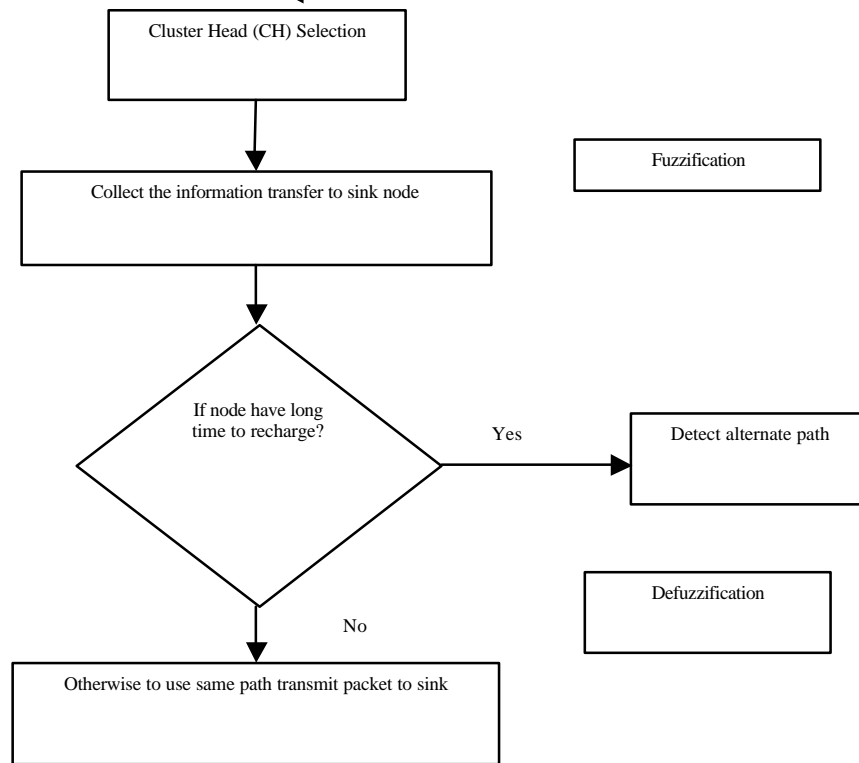 Cluster Head (CH) Selection
Fuzzification
Collect the information transfer to sink node
If node have long
time to recharge?
Yes
Detect alternate path
Defuzzification
No
Otherwise to use same path transmit packet to sink